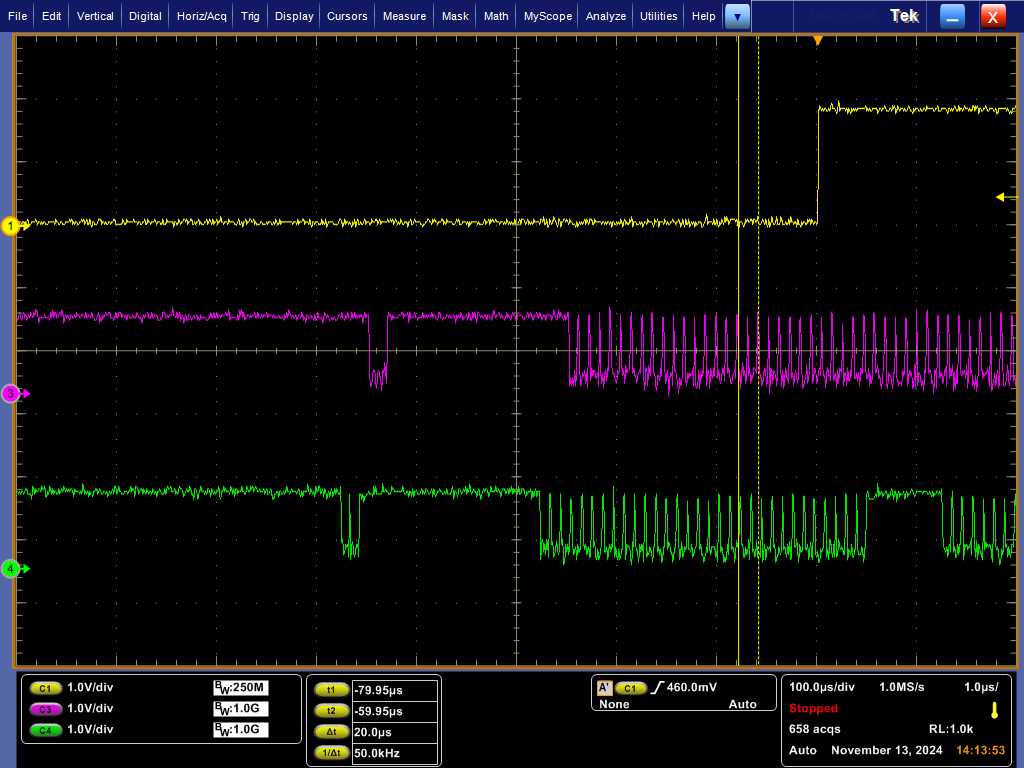 File Edit Vertical Digital Horiz/Acq Trig Display Cursors Measure Mask Math MyScope Analyze Utilities Help Tek X
1
3
4
C1 1.0V/div BW:250M
C3 1.0V/div BW:1.0G
C4 1.0V/div BW:1.0G
t1 -79.95µs
t2 -59.95µs
Δt 20.0µs
1/Δt 50.0kHz
A' C1 460.0mV
None Auto
100.0µs/div 1.0MS/s 1.0µs/
Stopped
658 acqs RL:1.0k
Auto November 13, 2024 14:13:53